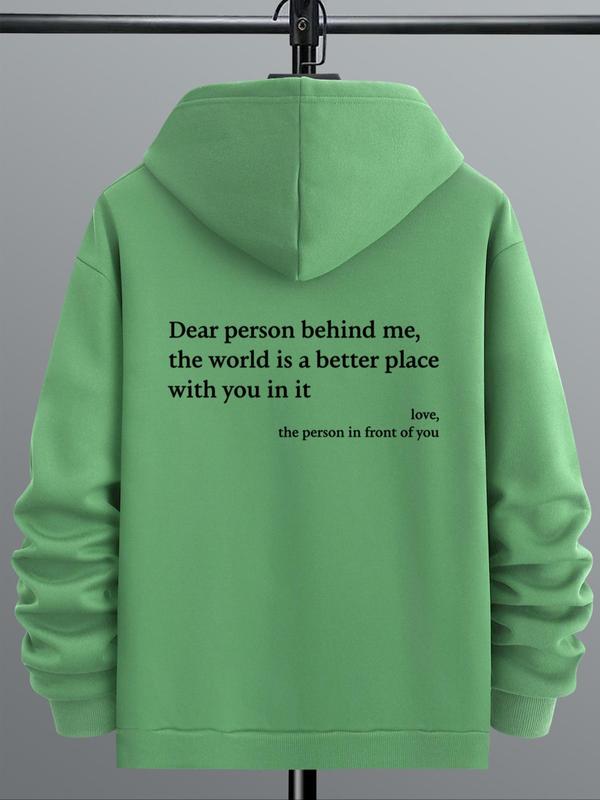 Dear person behind me,
the world is a better place
with you in it
love,
the person in front of you